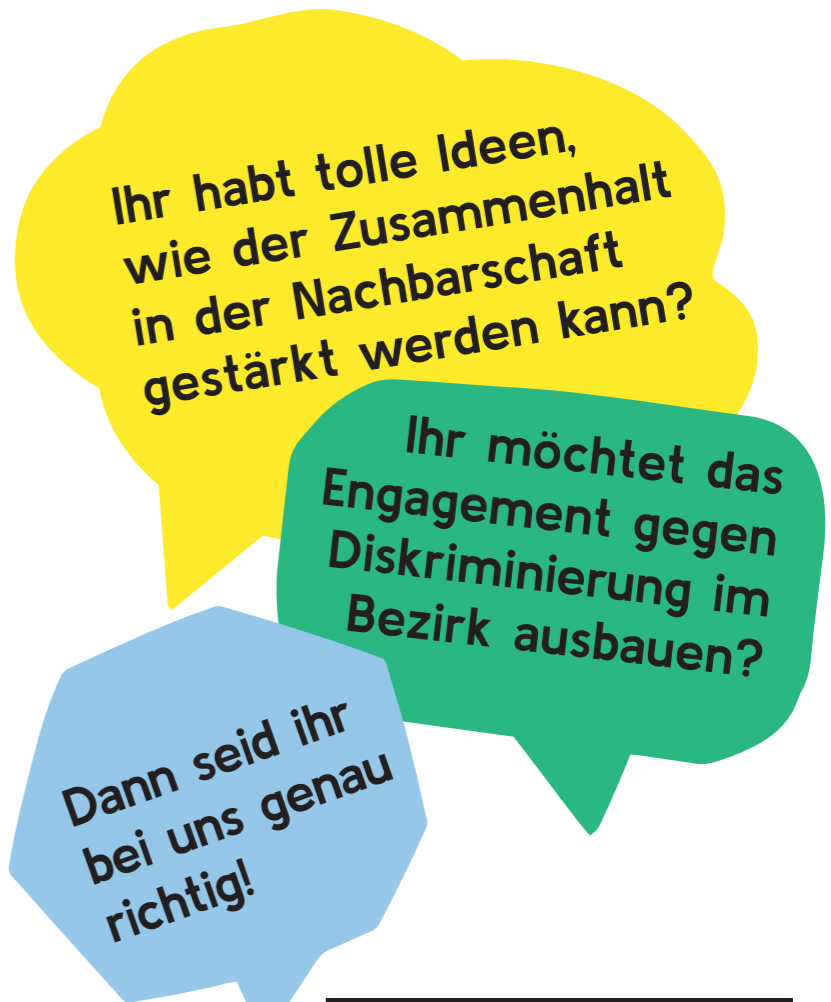 Ihr habt tolle Ideen,
wie der Zusammenhalt
in der Nachbarschaft
gestärkt werden kann?
Ihr möchtet das
Engagement gegen
Diskriminierung im
Bezirk ausbauen?
Dann seid ihr
bei uns genau
richtig!